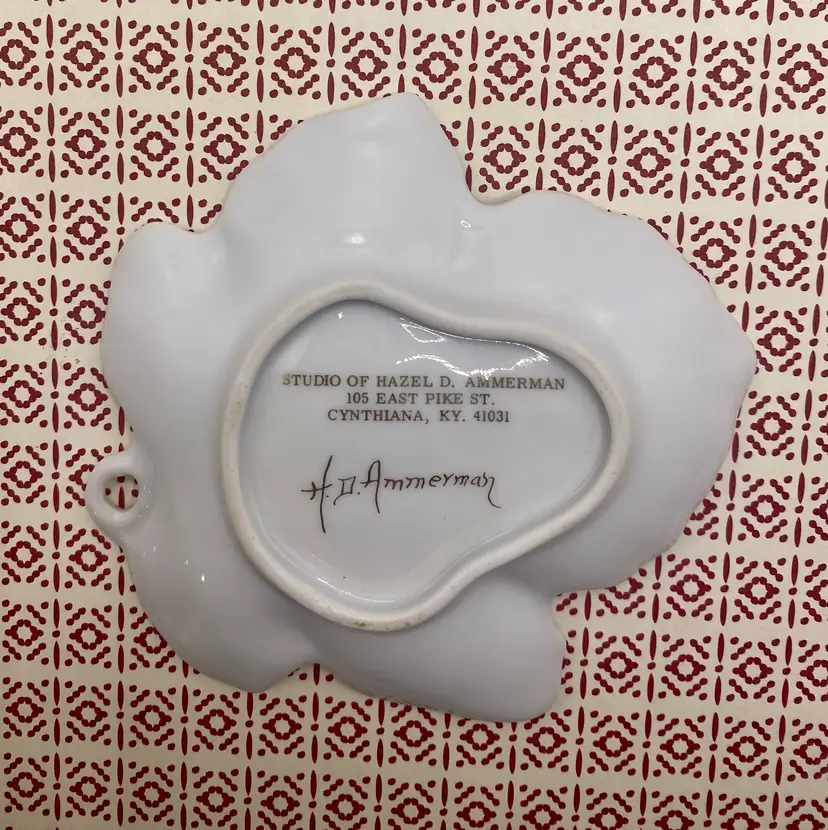 STUDIO OF HAZEL D. AMMERMAN
105 EAST PIKE ST.
CYNTHIANA, KY. 41031
H. D. Ammerman